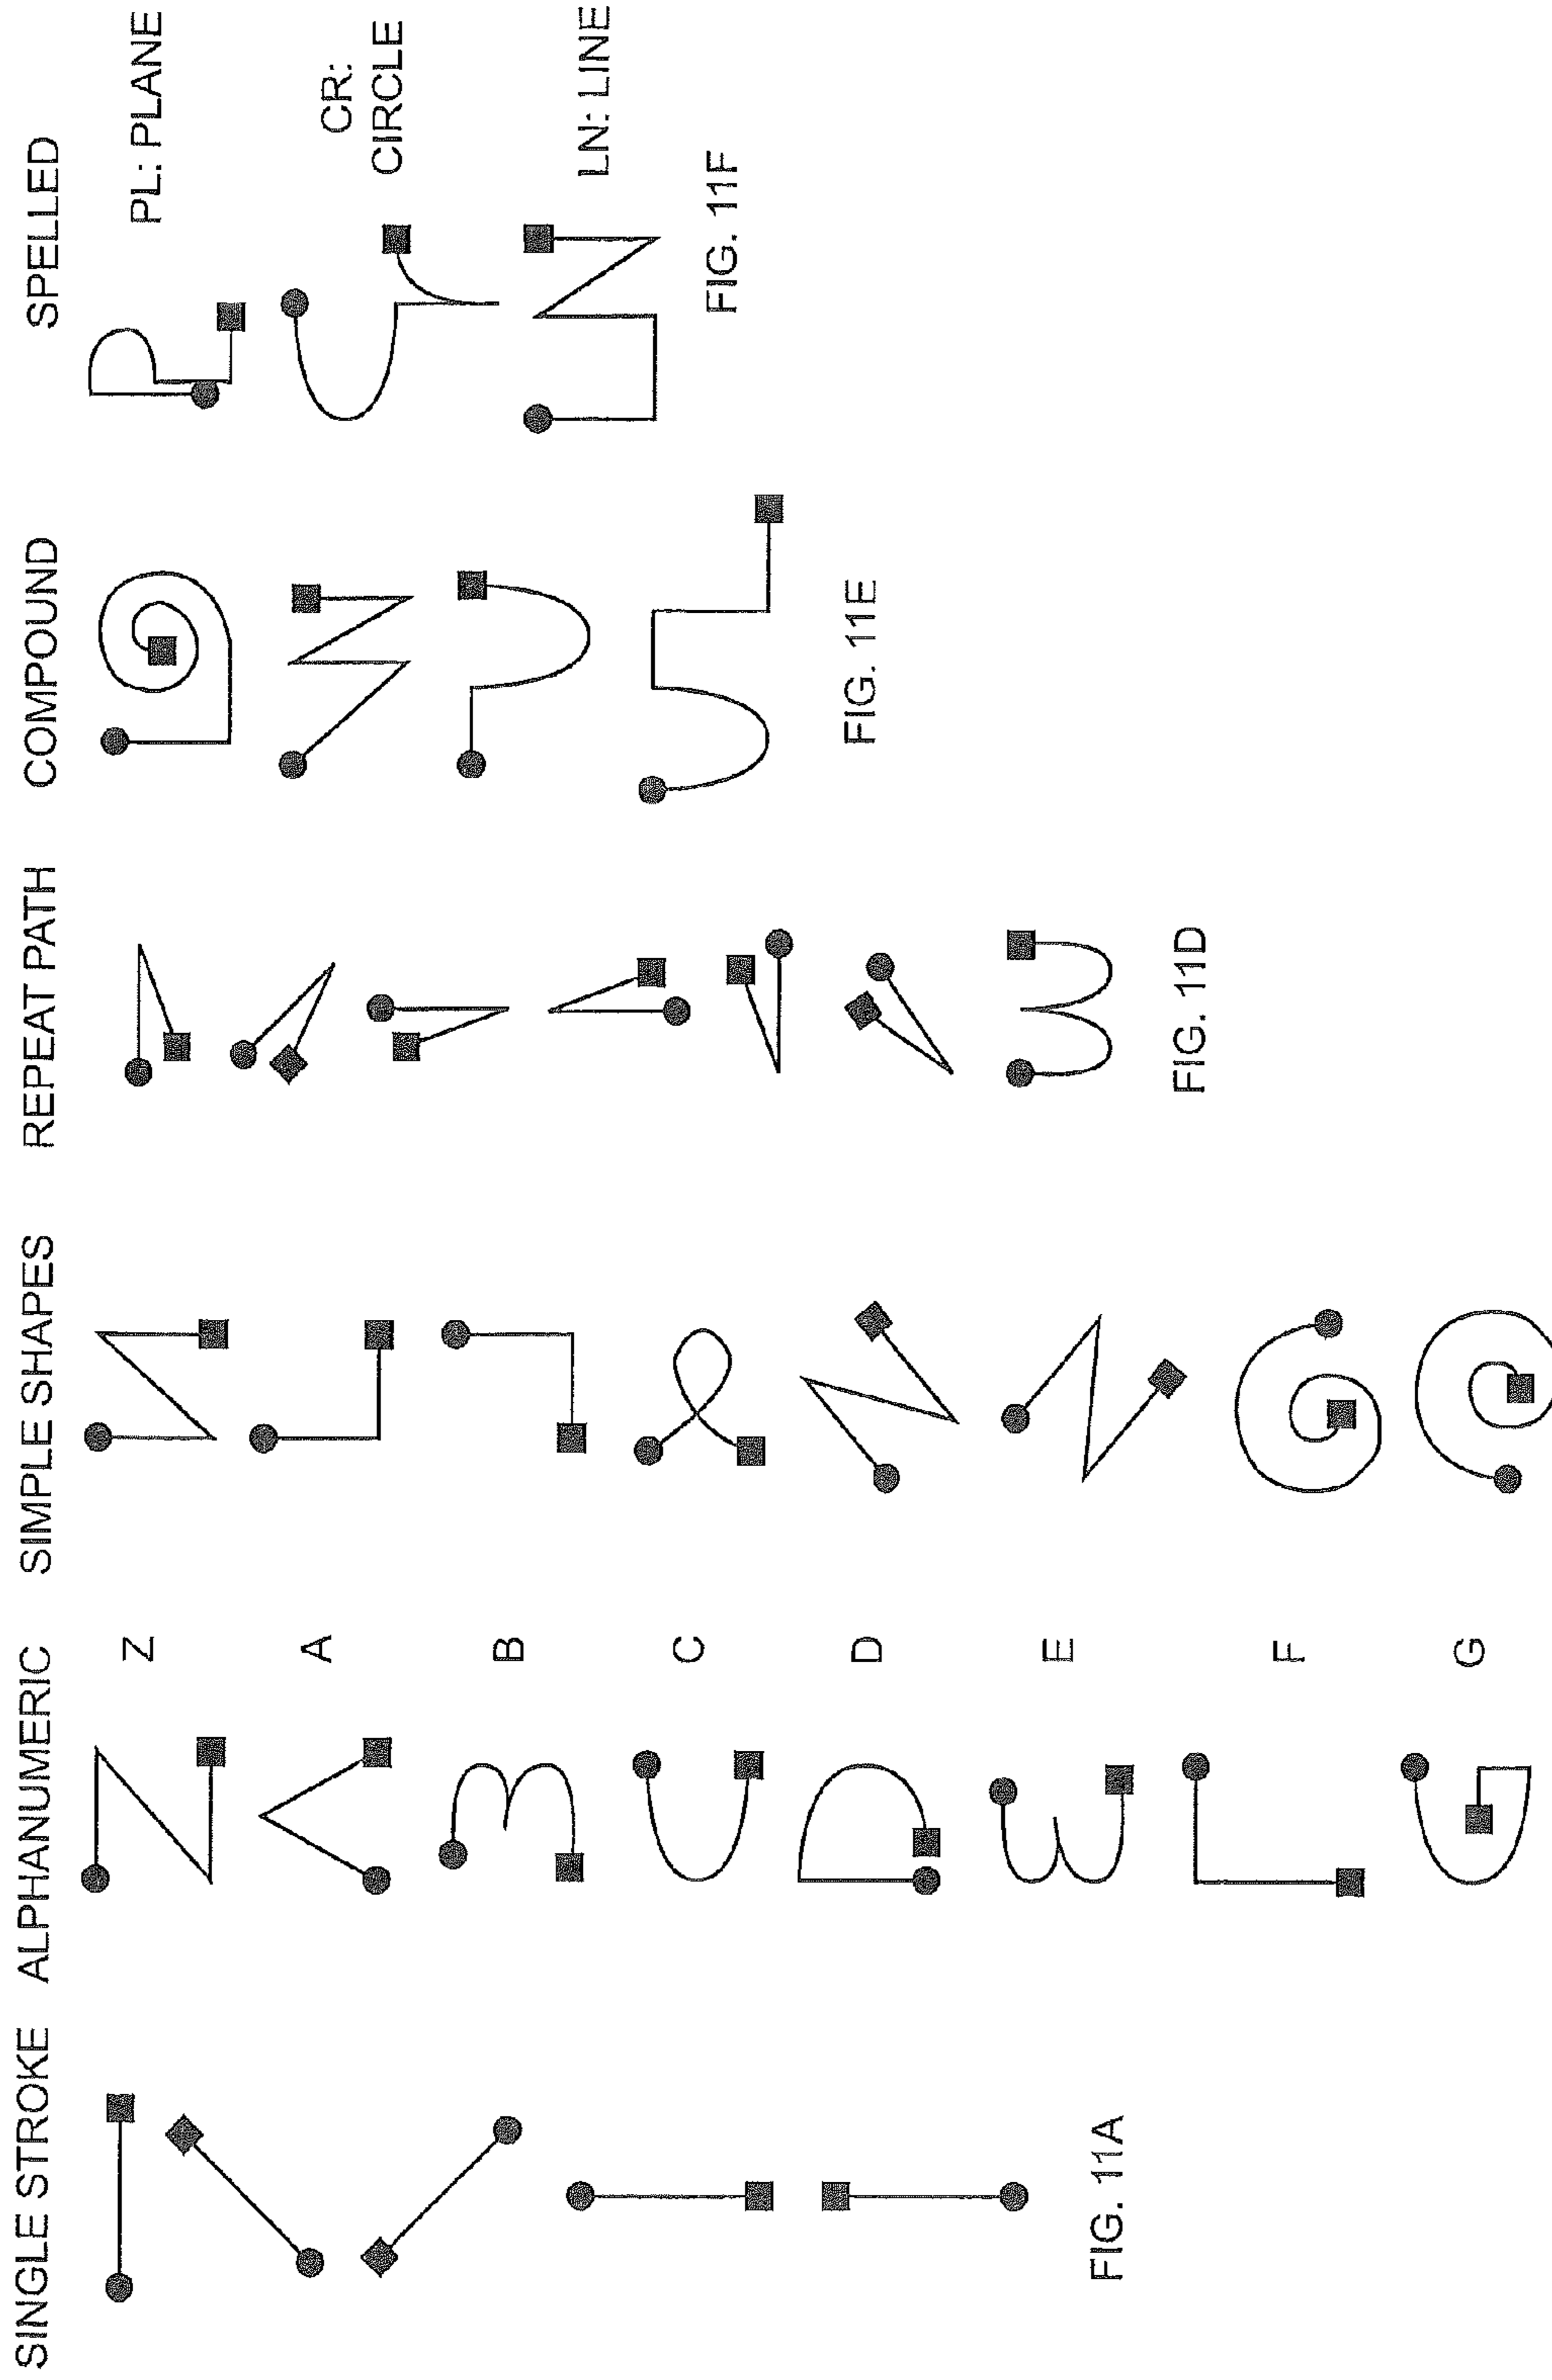 SINGLE STROKE
FIG. 11A
ALPHANUMERIC
Z
A
B
C
D
E
F
G
SIMPLE SHAPES
REPEAT PATH
FIG. 11D
COMPOUND
FIG. 11E
SPELLED
PL: PLANE
CR:
CIRCLE
LN: LINE
FIG. 11F